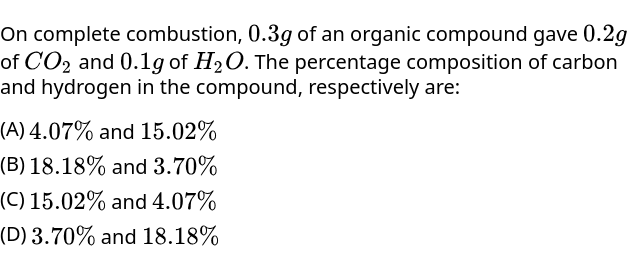 On complete combustion, 0.3g of an organic compound gave 0.2g
of CO₂ and 0.1g of H₂O. The percentage composition of carbon
and hydrogen in the compound, respectively are:
(A) 4.07% and 15.02%
(B) 18.18% and 3.70%
(C) 15.02% and 4.07%
(D) 3.70% and 18.18%